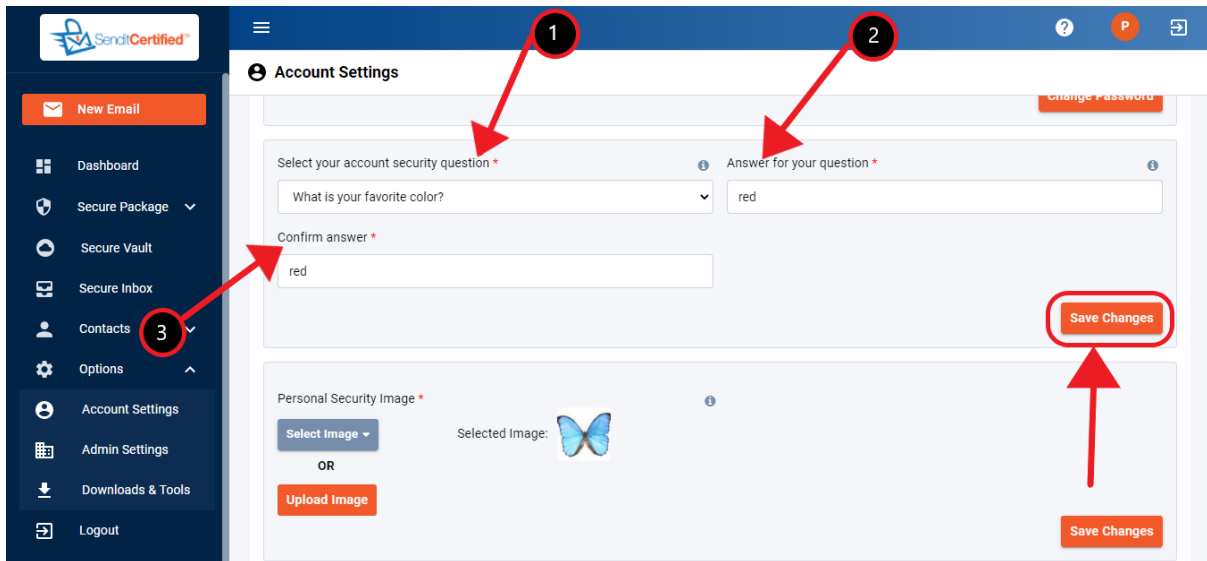 SenditCertified™
New Email
Dashboard
Secure Package
Secure Vault
Secure Inbox
Contacts
Options
Account Settings
Admin Settings
Downloads & Tools
Logout
1
2
P
Account Settings
Change Password
Select your account security question *
Answer for your question *
What is your favorite color?
red
Confirm answer *
red
3
Save Changes
Personal Security Image *
Select Image
Selected Image:
OR
Upload Image
Save Changes